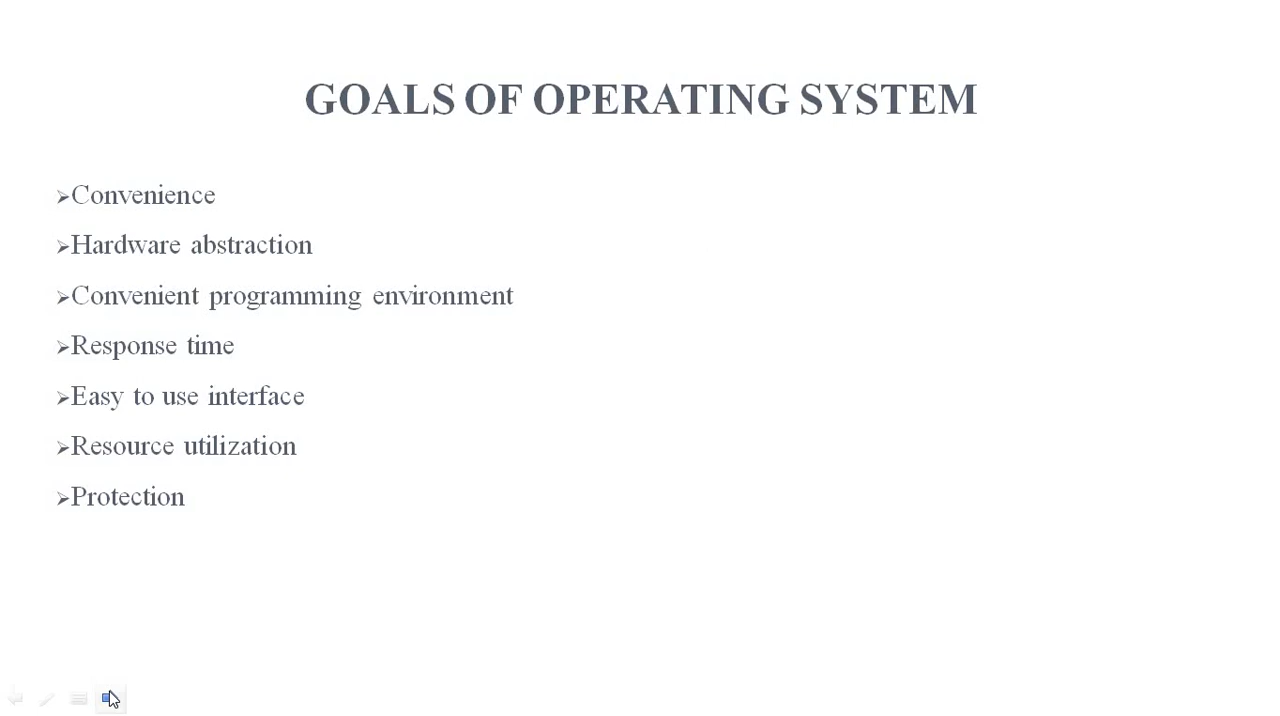 GOALS OF OPERATING SYSTEM
➢Convenience
➢Hardware abstraction
➢Convenient programming environment
➢Response time
➢Easy to use interface
➢Resource utilization
➢Protection